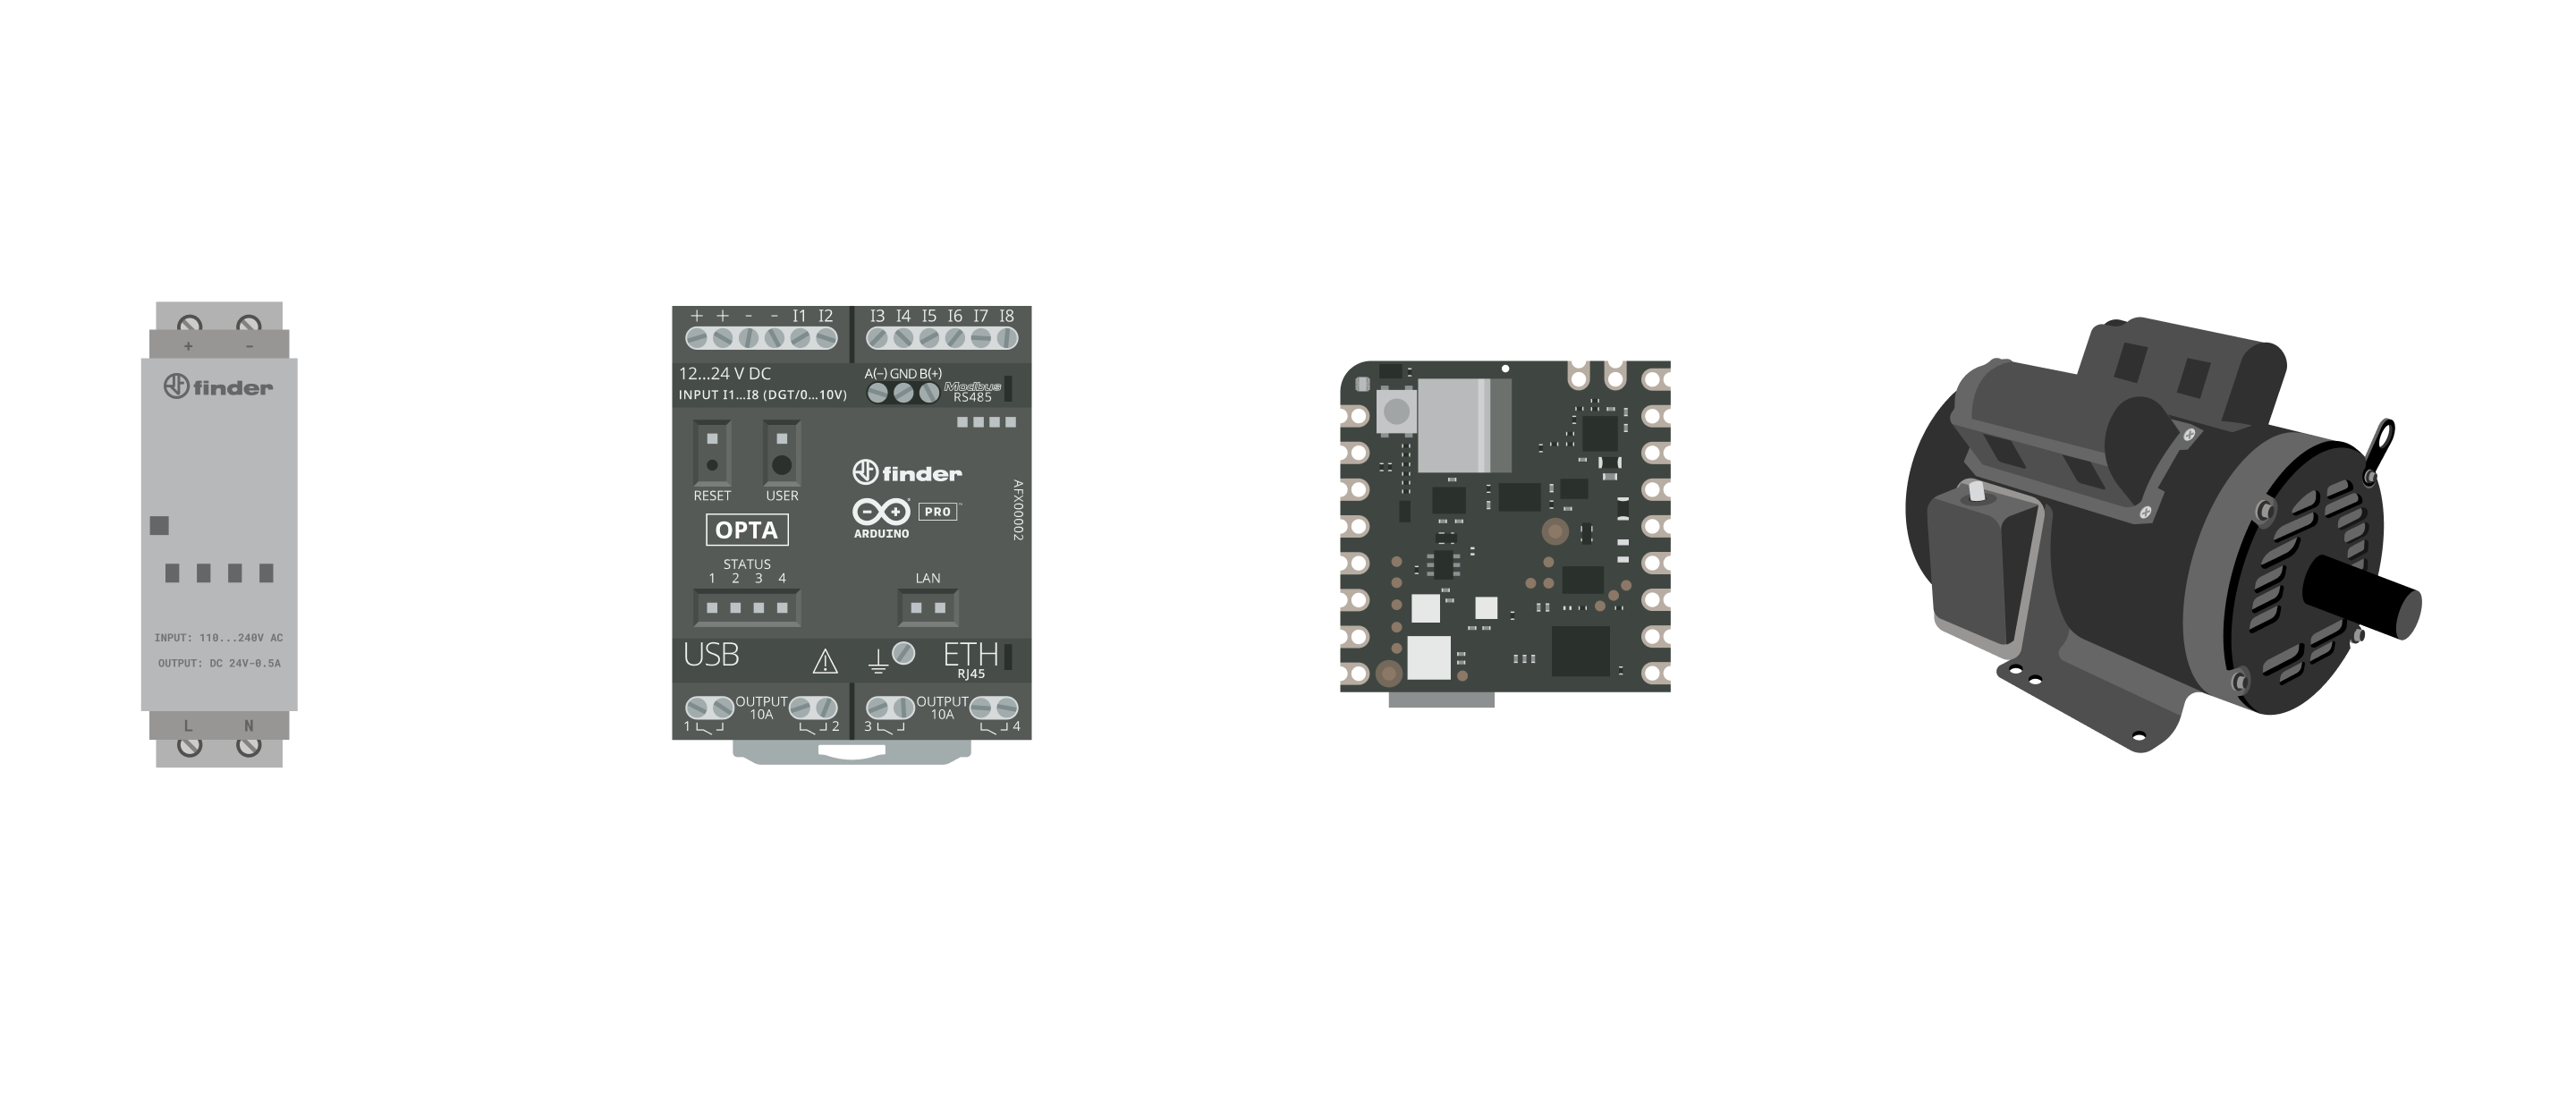 + -
finder
INPUT: 110...240V AC
OUTPUT: DC 24V-0.5A
L N
+ + - - I1 I2 I3 I4 I5 I6 I7 I8
12...24 V DC
INPUT I1...I8 (DGT/0...10V)
A(-) GND B(+)
Modbus
RS485
RESET USER
finder
OPTA
ARDUINO
PRO™
AFX00002
STATUS
1 2 3 4
LAN
USB
ETH
RJ45
OUTPUT
10A
1 2
OUTPUT
10A
3 4